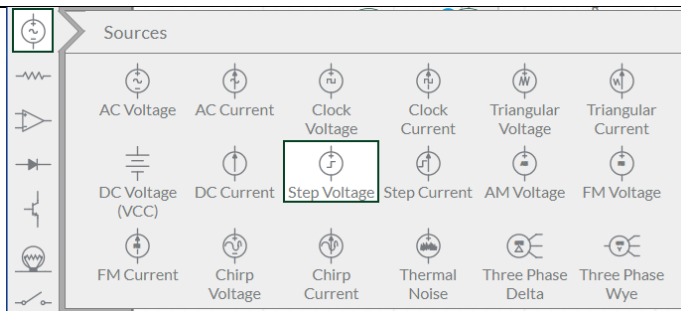 Sources
AC Voltage AC Current Clock Voltage Clock Current Triangular Voltage Triangular Current
DC Voltage (VCC) DC Current Step Voltage Step Current AM Voltage FM Voltage
FM Current Chirp Voltage Chirp Current Thermal Noise Three Phase Delta Three Phase Wye